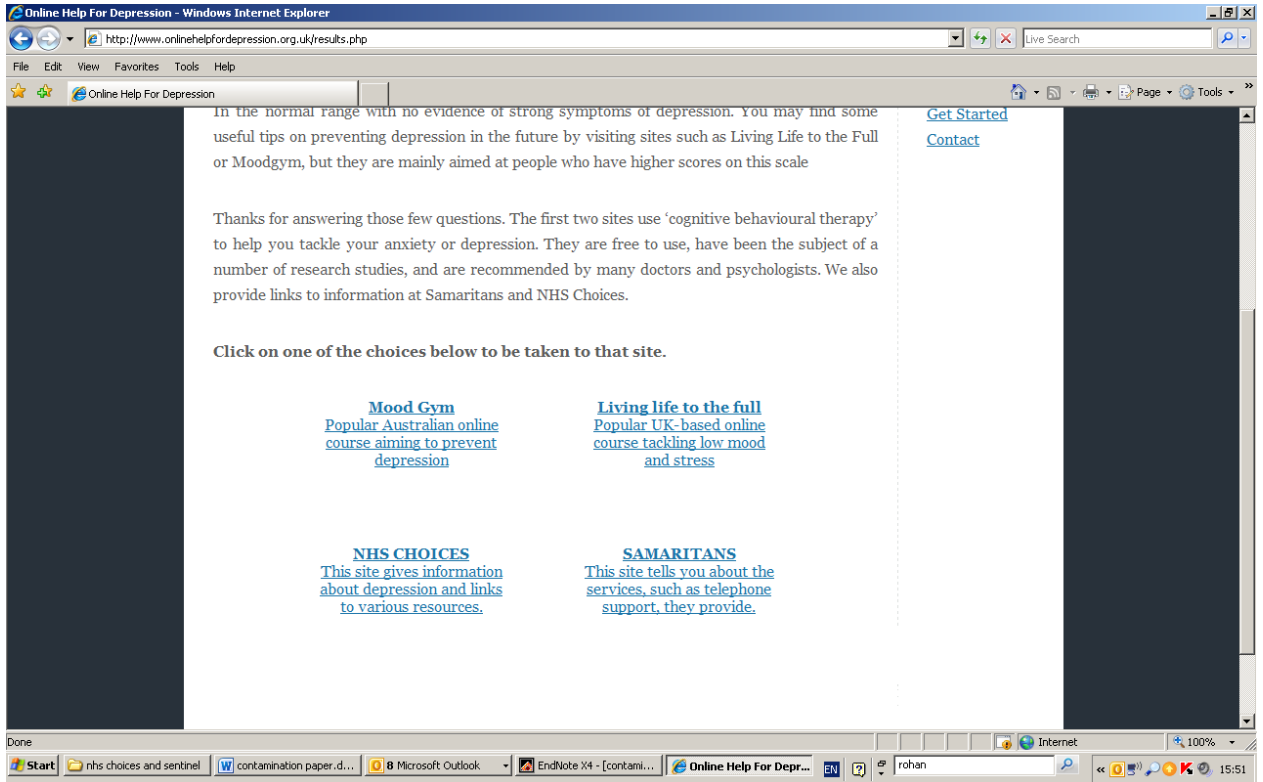 Online Help For Depression - Windows Internet Explorer
http://www.onlinehelpfordepression.org.uk/results.php
Live Search
File Edit View Favorites Tools Help
Online Help For Depression
Page Tools
In the normal range with no evidence of strong symptoms of depression. You may find some
useful tips on preventing depression in the future by visiting sites such as Living Life to the Full
or Moodgym, but they are mainly aimed at people who have higher scores on this scale
Get Started
Contact
Thanks for answering those few questions. The first two sites use ‘cognitive behavioural therapy’
to help you tackle your anxiety or depression. They are free to use, have been the subject of a
number of research studies, and are recommended by many doctors and psychologists. We also
provide links to information at Samaritans and NHS Choices.
Click on one of the choices below to be taken to that site.
Mood Gym
Popular Australian online
course aiming to prevent
depression
Living life to the full
Popular UK-based online
course tackling low mood
and stress
NHS CHOICES
This site gives information
about depression and links
to various resources.
SAMARITANS
This site tells you about the
services, such as telephone
support, they provide.
Done
Internet
100%
Start
nhs choices and sentinel
contamination paper.d...
8 Microsoft Outlook
EndNote X4 - [contami...
Online Help For Depr...
EN
rohan
15:51